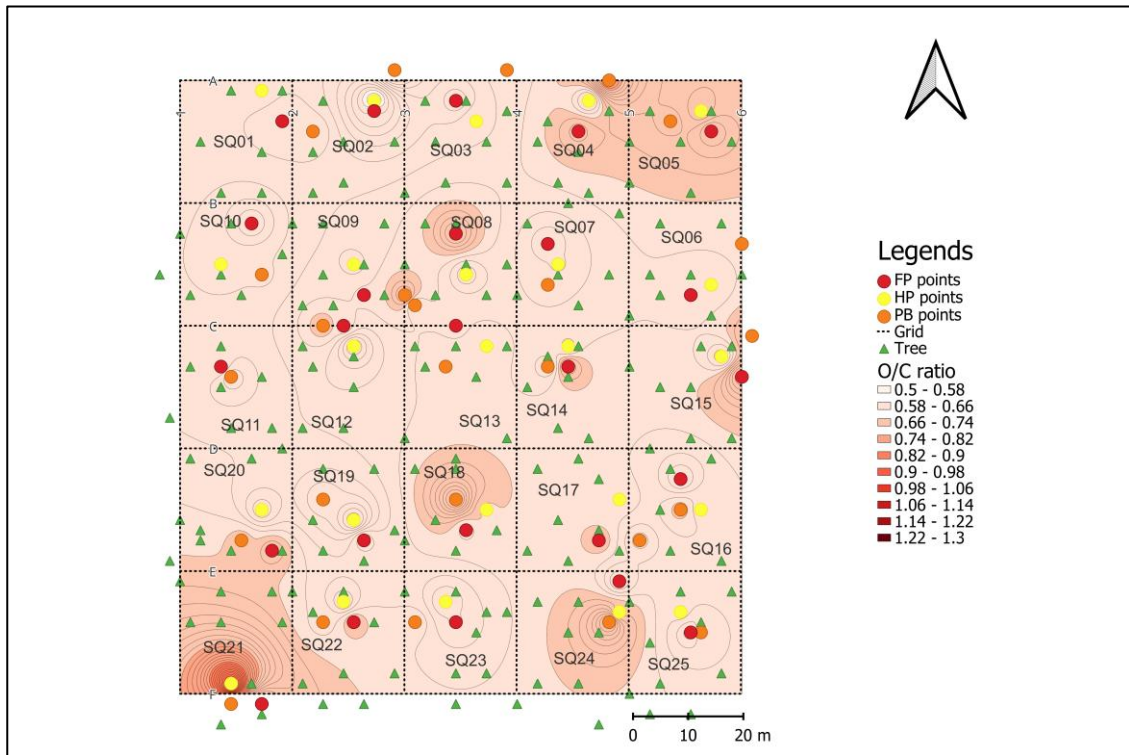 A
1 2 3 4 5 6
SQ01 SQ02 SQ03 SQ04 SQ05
B
SQ10 SQ09 SQ08 SQ07 SQ06
C
SQ11 SQ12 SQ13 SQ14 SQ15
D
SQ20 SQ19 SQ18 SQ17 SQ16
E
SQ21 SQ22 SQ23 SQ24 SQ25
F
Legends
FP points
HP points
PB points
Grid
Tree
O/C ratio
0.5 - 0.58
0.58 - 0.66
0.66 - 0.74
0.74 - 0.82
0.82 - 0.9
0.9 - 0.98
0.98 - 1.06
1.06 - 1.14
1.14 - 1.22
1.22 - 1.3
0 10 20 m